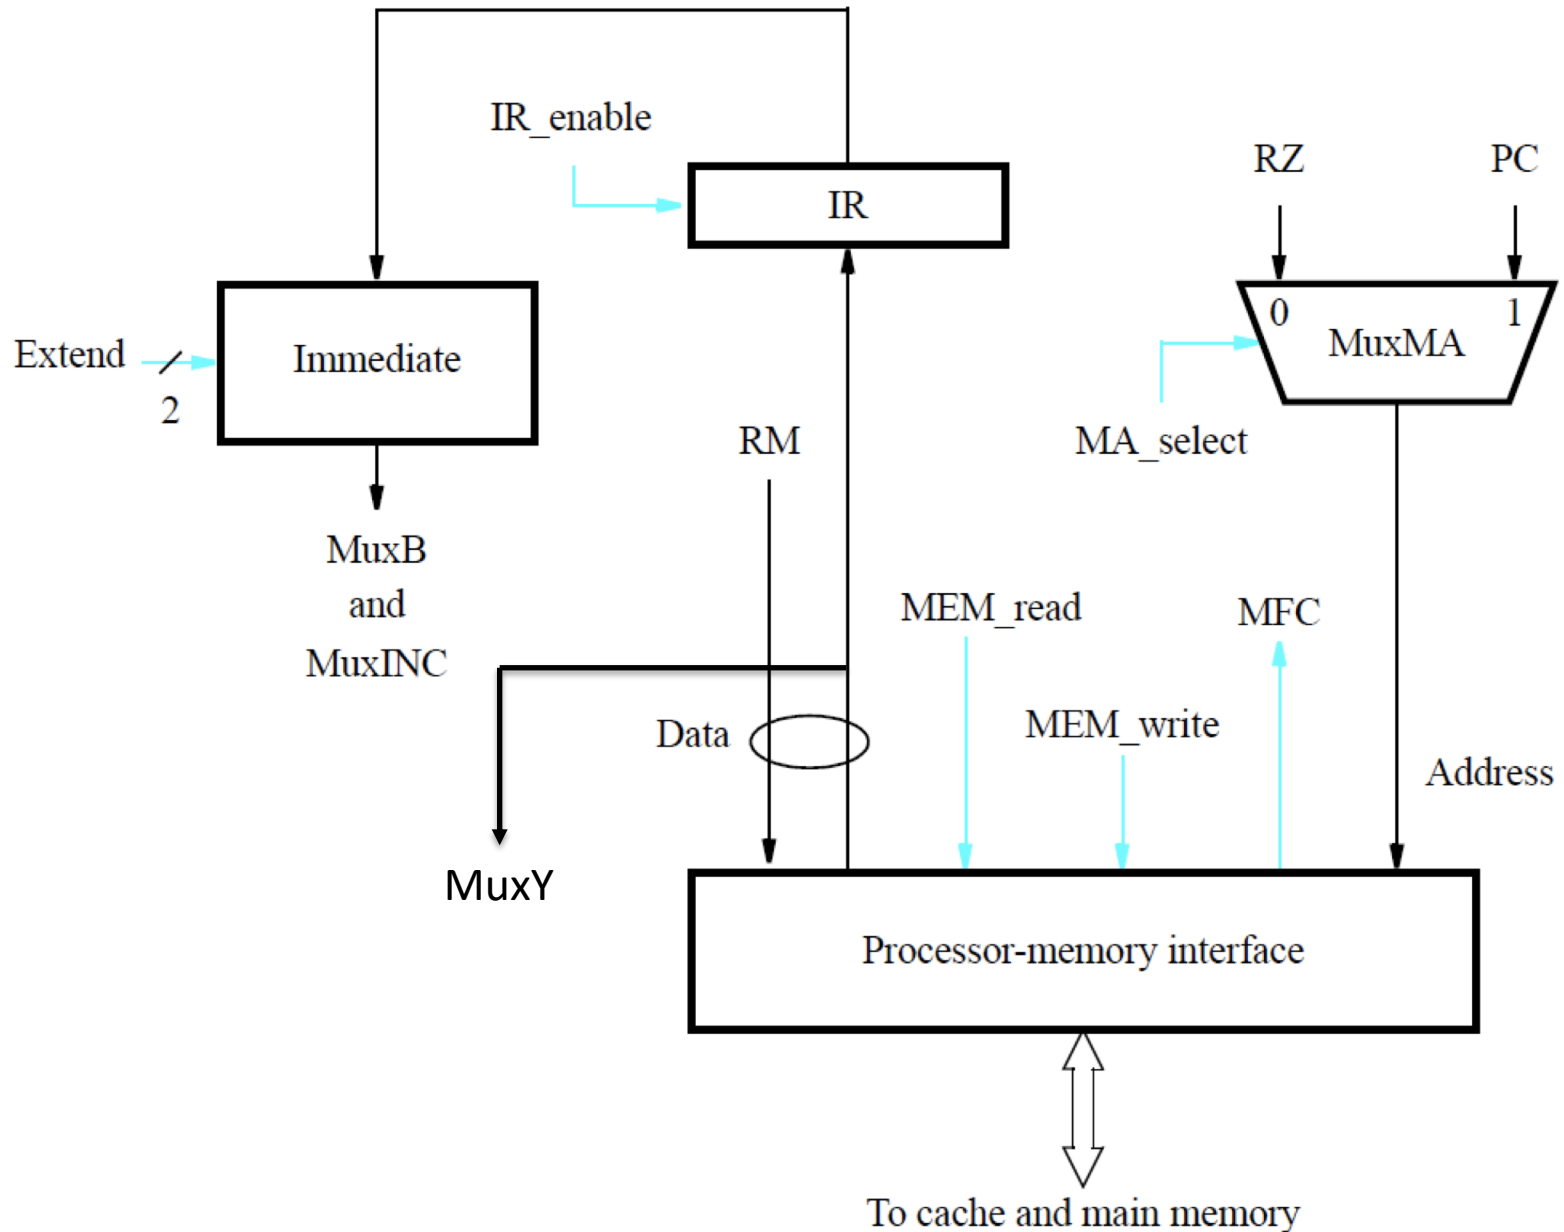 IR_enable
IR
RZ
PC
0
1
MuxMA
Extend
2
Immediate
RM
MA_select
MuxB
and
MuxINC
MEM_read
MFC
Data
MEM_write
Address
MuxY
Processor-memory interface
To cache and main memory